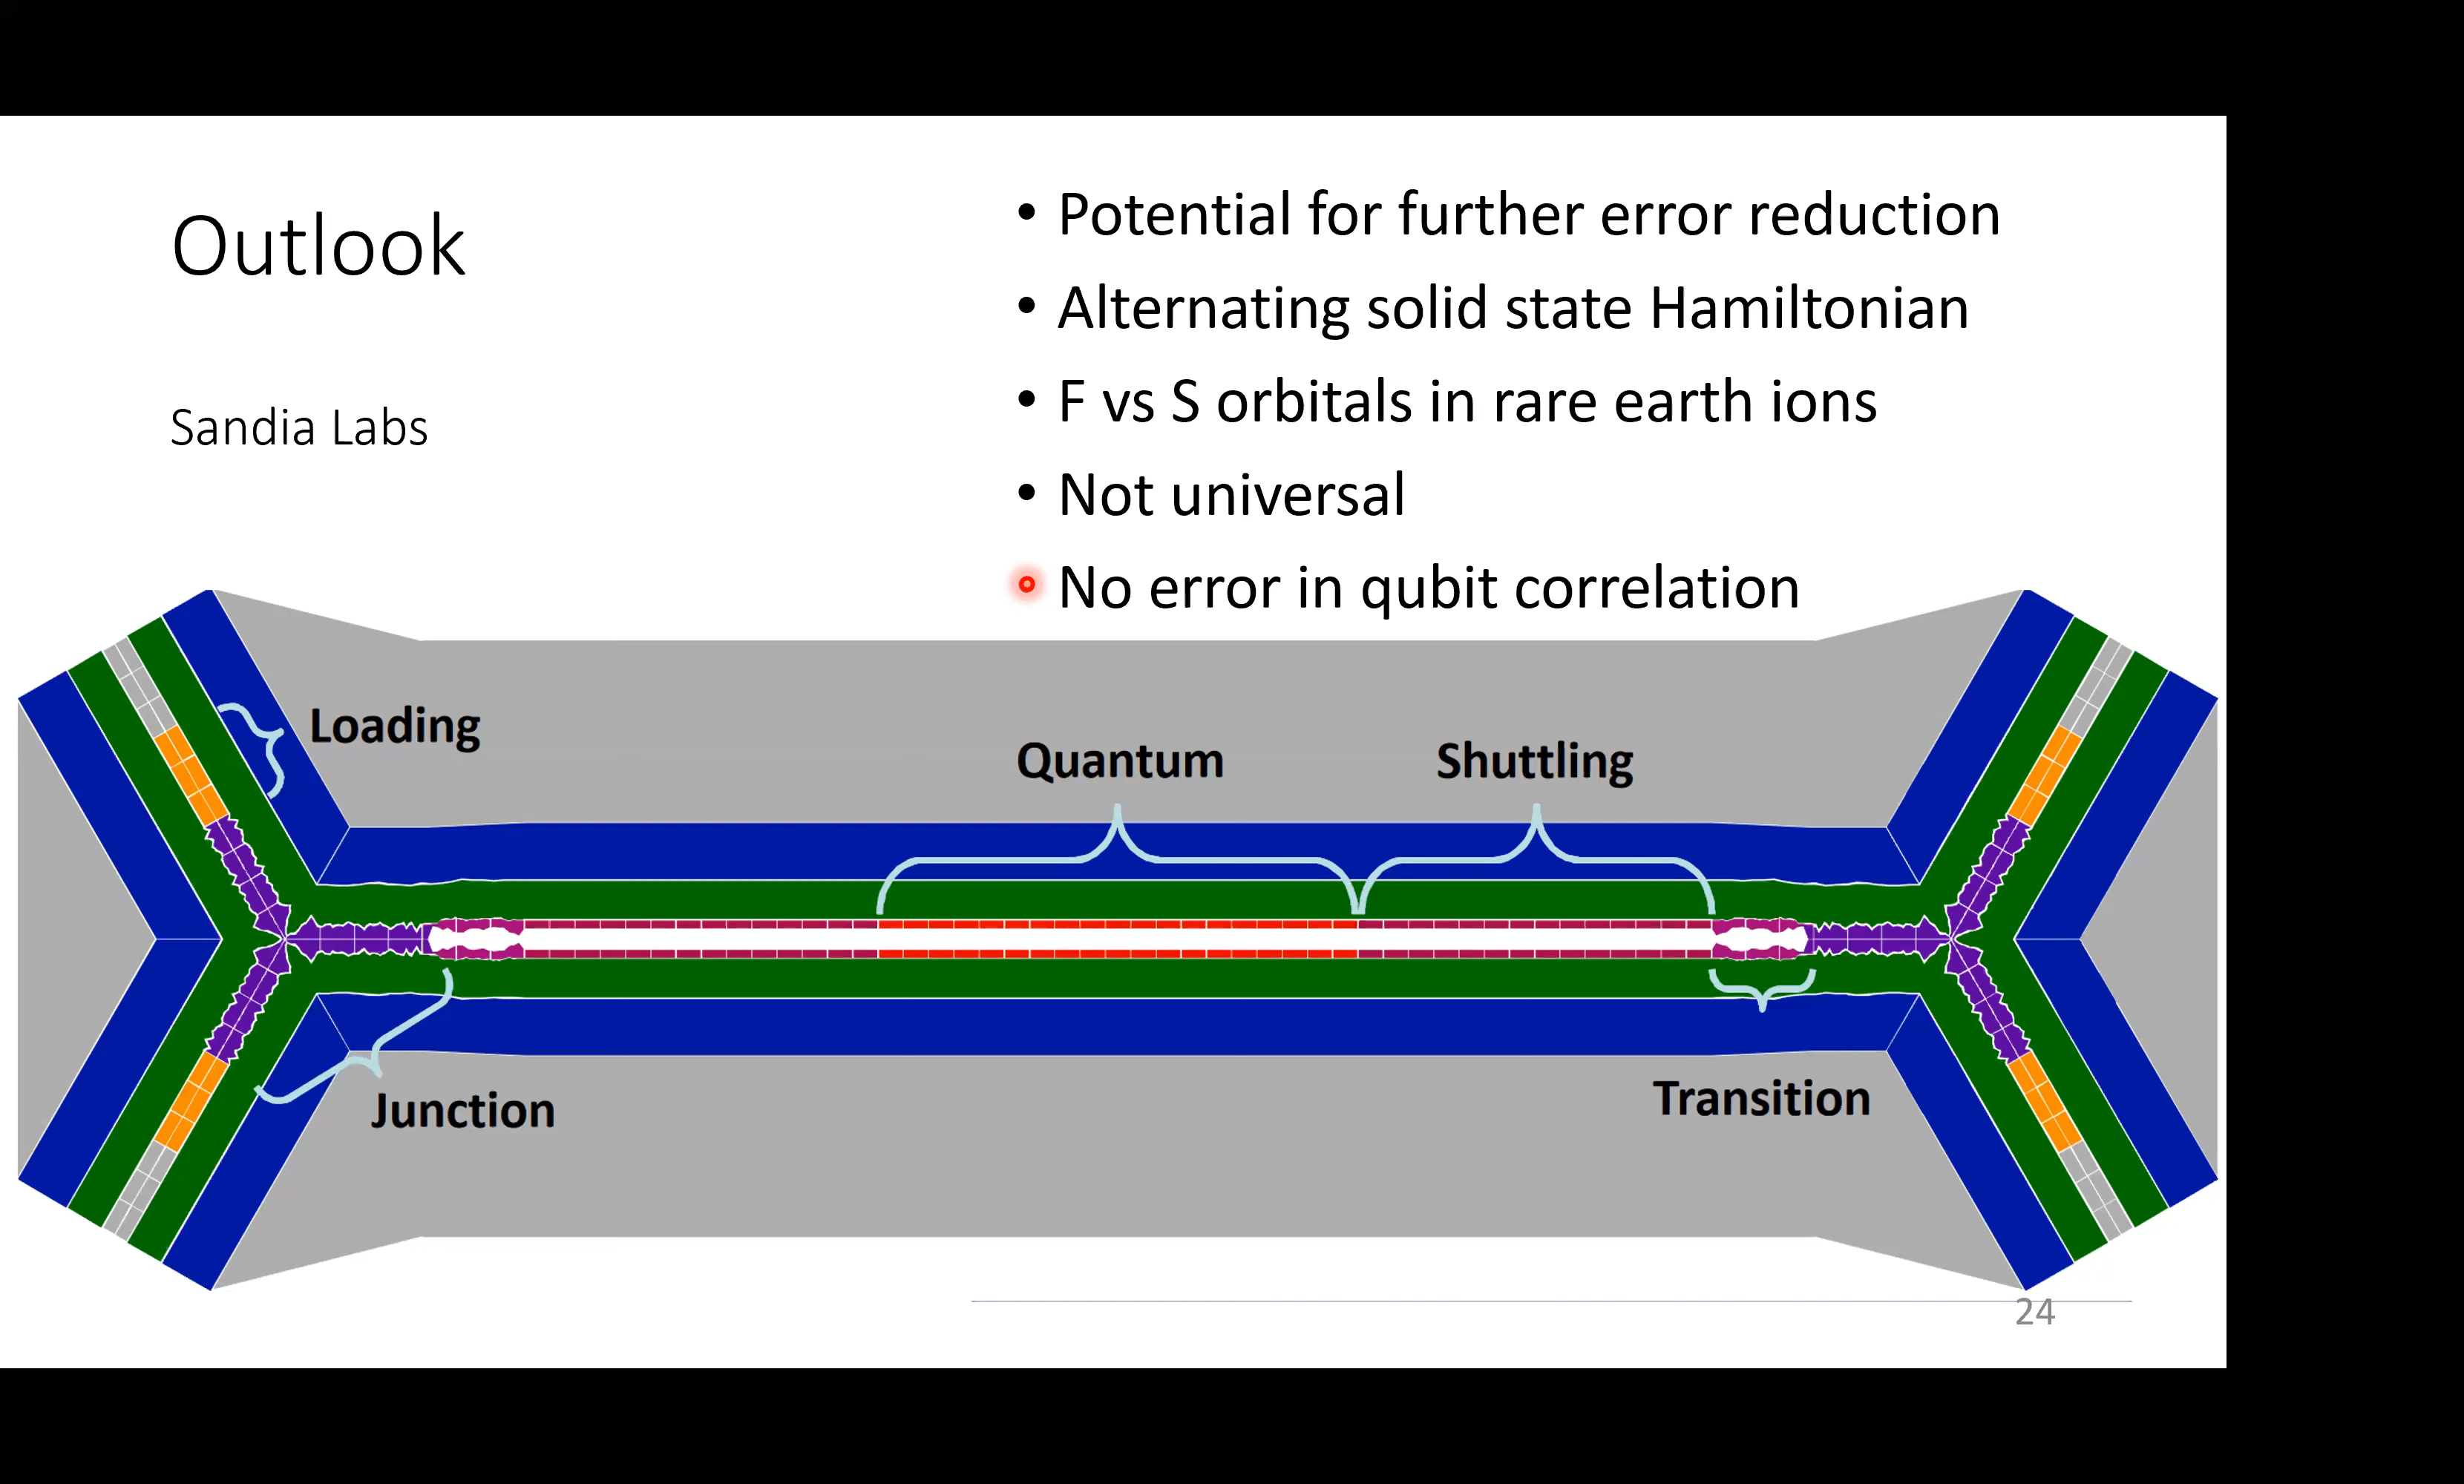 Outlook
Sandia Labs
• Potential for further error reduction
• Alternating solid state Hamiltonian
• F vs S orbitals in rare earth ions
• Not universal
• No error in qubit correlation
Loading
Quantum
Shuttling
Junction
Transition
24